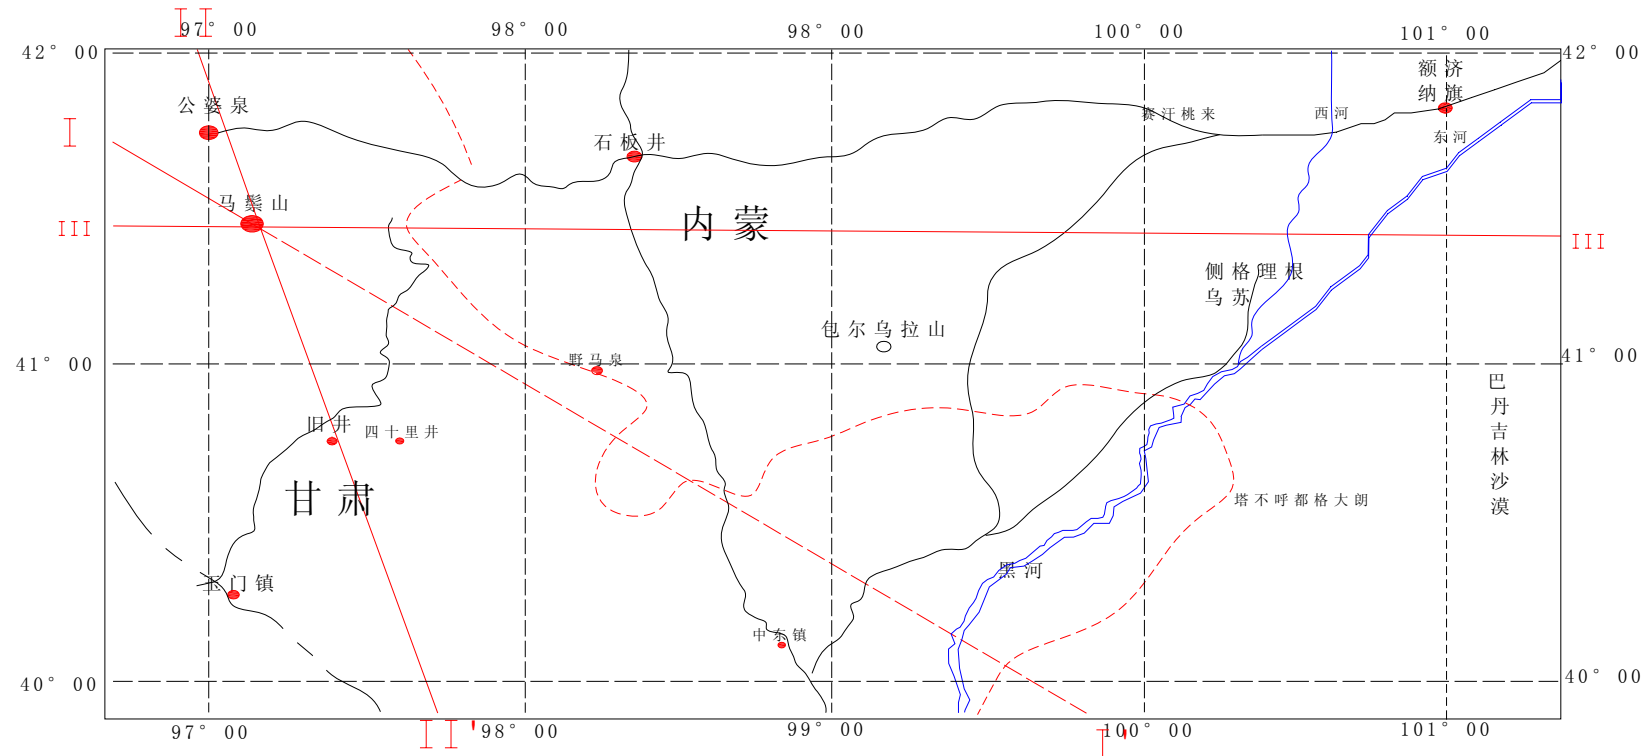 II
97° 00
98° 00
98° 00
100° 00
101° 00
42° 00
42° 00
额济
纳旗
公婆泉
赛汗桃来
西河
I
石板井
东河
马鬃山
内蒙
III
III
侧格理根
乌苏
包尔乌拉山
41° 00
41° 00
野马泉
巴丹吉林沙漠
旧井
四十里井
甘肃
塔不呼都格大朗
黑河
玉门镇
中东镇
40° 00
40° 00
97° 00
II'
98° 00
99° 00
I'
100° 00
101° 00